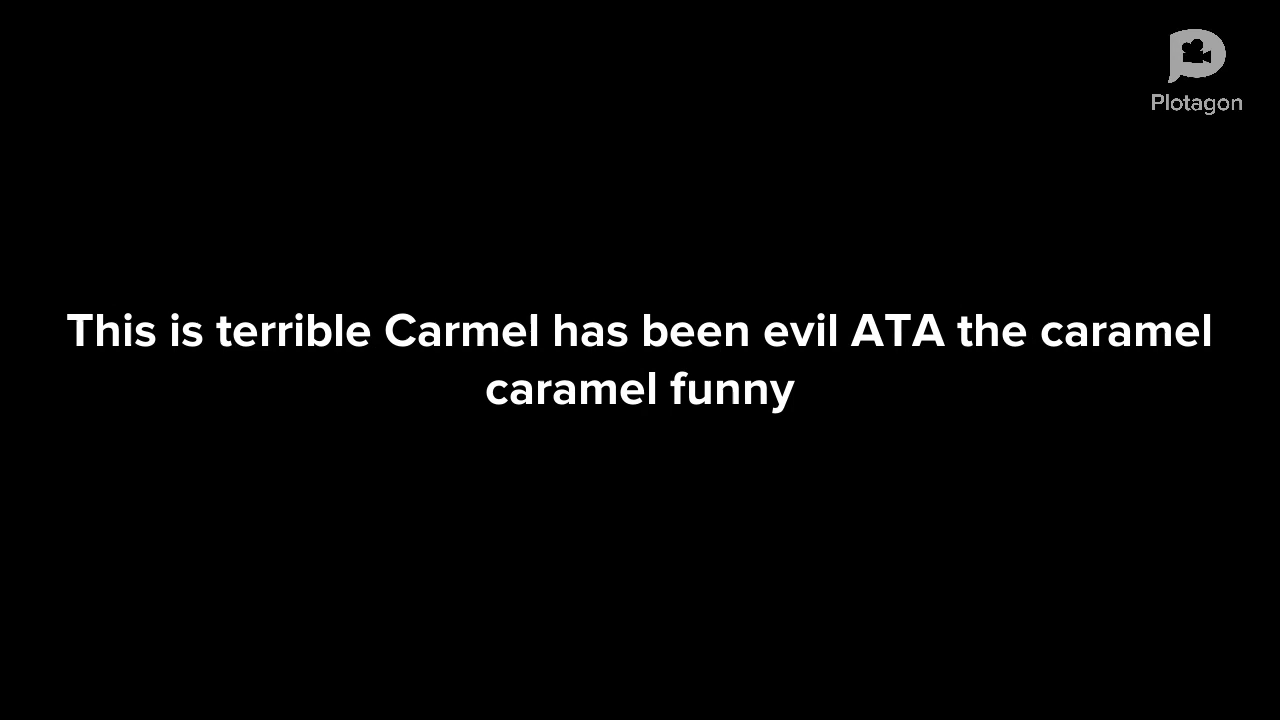 Plotagon
This is terrible Carmel has been evil ATA the caramel
caramel funny